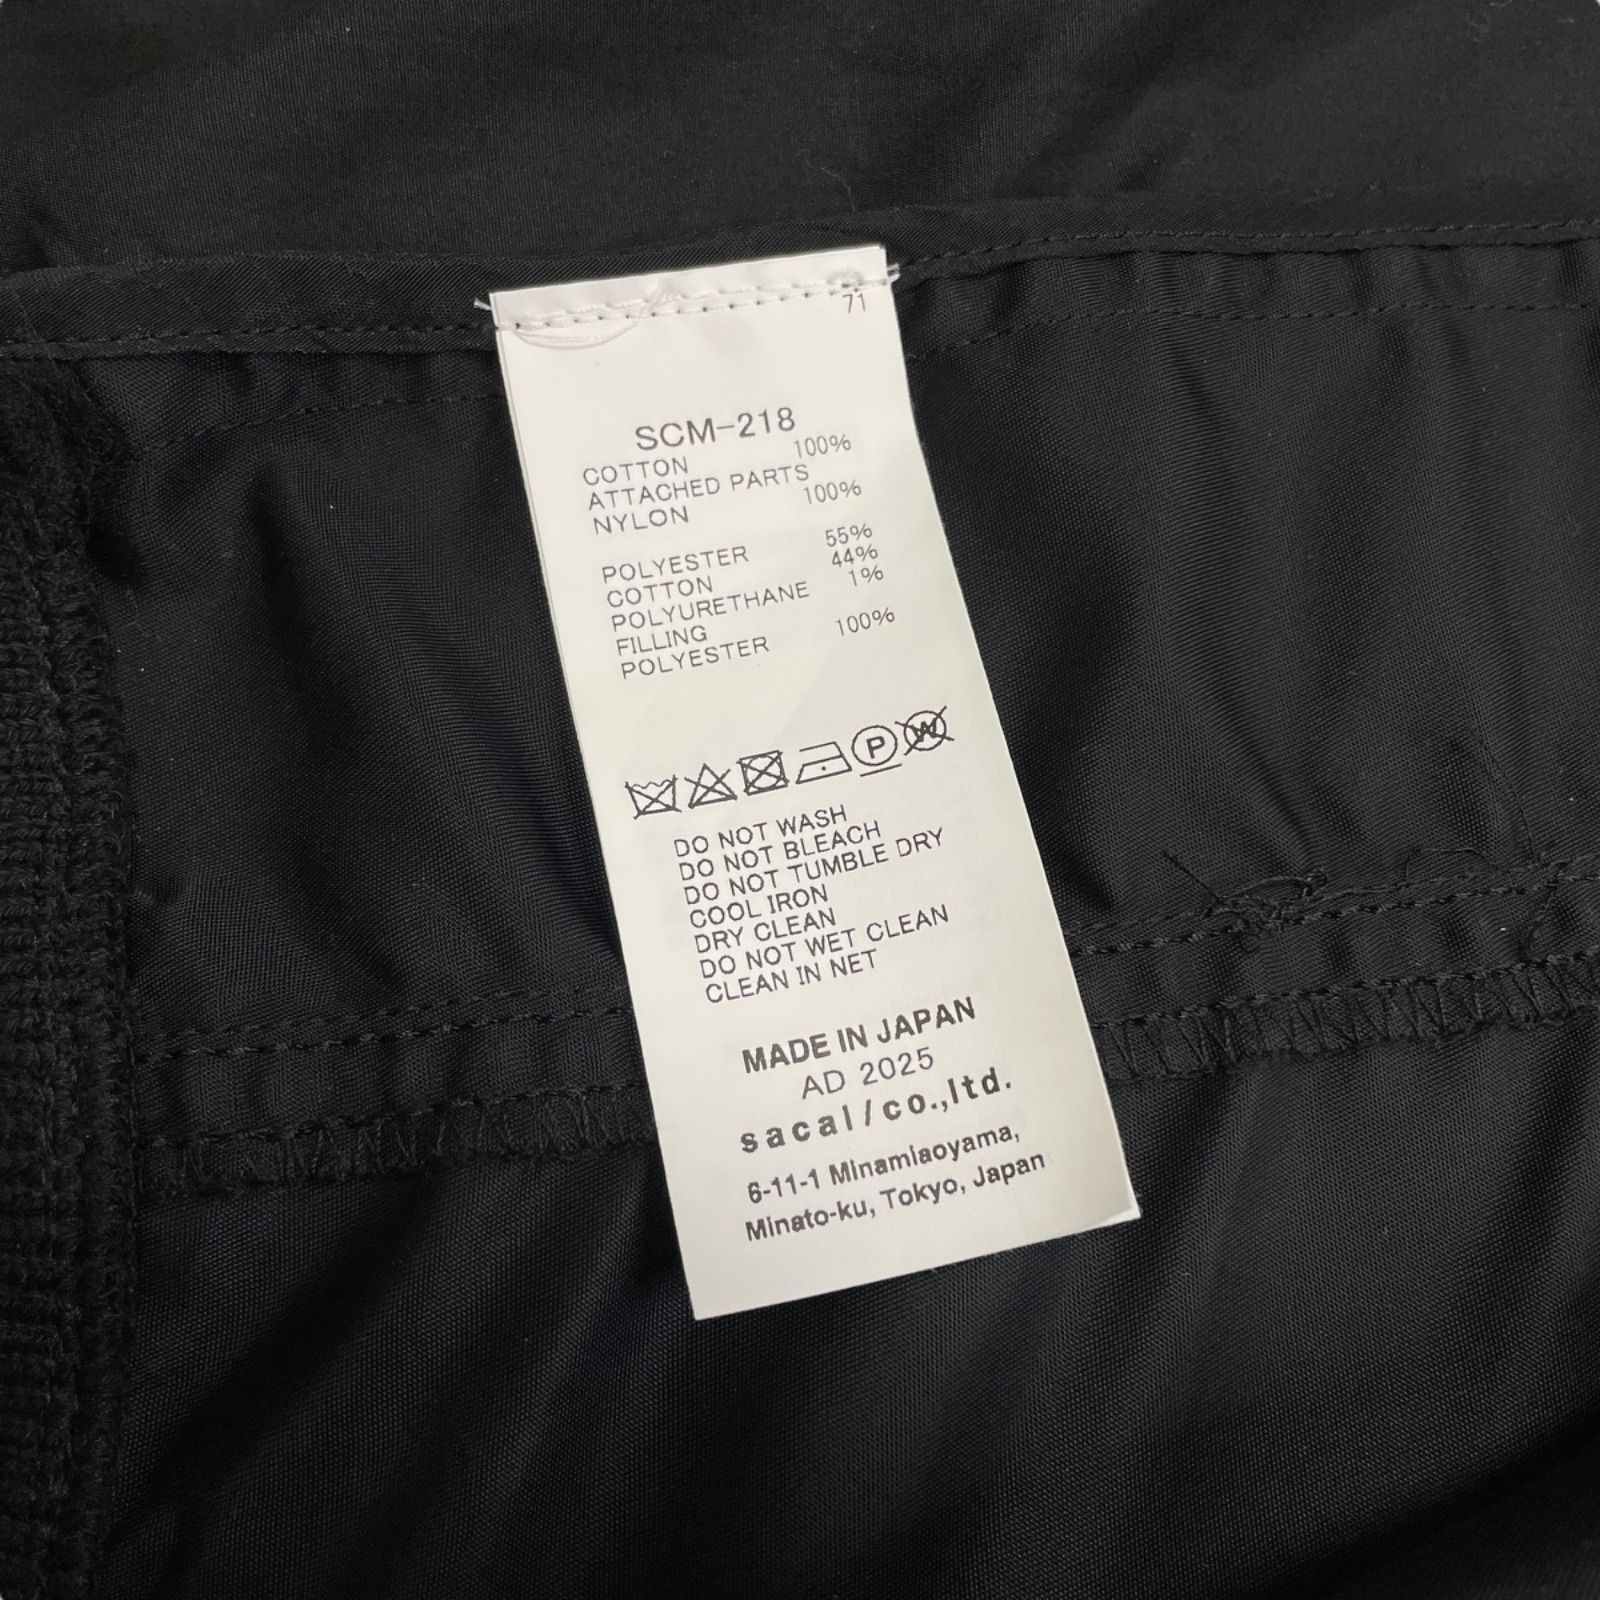 71
SCM-218
COTTON 100%
ATTACHED PARTS
NYLON 100%
POLYESTER 55%
COTTON 44%
POLYURETHANE 1%
FILLING
POLYESTER 100%
P W
DO NOT WASH
DO NOT BLEACH
DO NOT TUMBLE DRY
COOL IRON
DRY CLEAN
DO NOT WET CLEAN
CLEAN IN NET
MADE IN JAPAN
AD 2025
sacai/co.,ltd.
6-11-1 Minamiaoyama,
Minato-ku, Tokyo, Japan